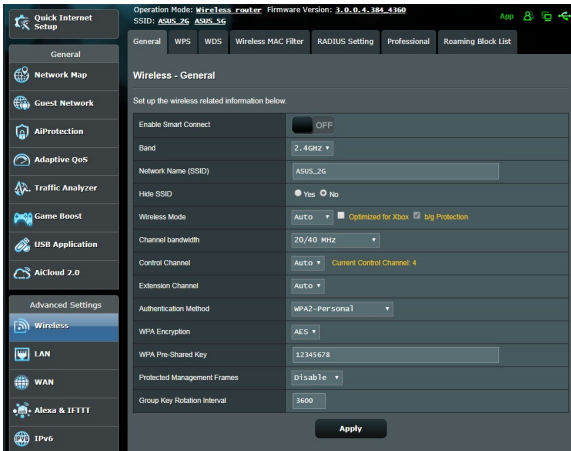 Quick Internet
Setup
Operation Mode: Wireless router Firmware Version: 3.0.0.4.384_4360
SSID: ASUS_2G ASUS_5G
App
General
Network Map
Guest Network
AiProtection
Adaptive QoS
Traffic Analyzer
Game Boost
USB Application
AiCloud 2.0
Advanced Settings
Wireless
LAN
WAN
Alexa & IFTTT
IPv6
General WPS WDS Wireless MAC Filter RADIUS Setting Professional Roaming Block List
Wireless - General
Set up the wireless related information below.
Enable Smart Connect OFF
Band 2.4GHz
Network Name (SSID) ASUS_2G
Hide SSID Yes No
Wireless Mode Auto Optimized for Xbox b/g Protection
Channel bandwidth 20/40 MHz
Control Channel Auto Current Control Channel: 4
Extension Channel Auto
Authentication Method WPA2-Personal
WPA Encryption AES
WPA Pre-Shared Key 12345678
Protected Management Frames Disable
Group Key Rotation Interval 3600
Apply